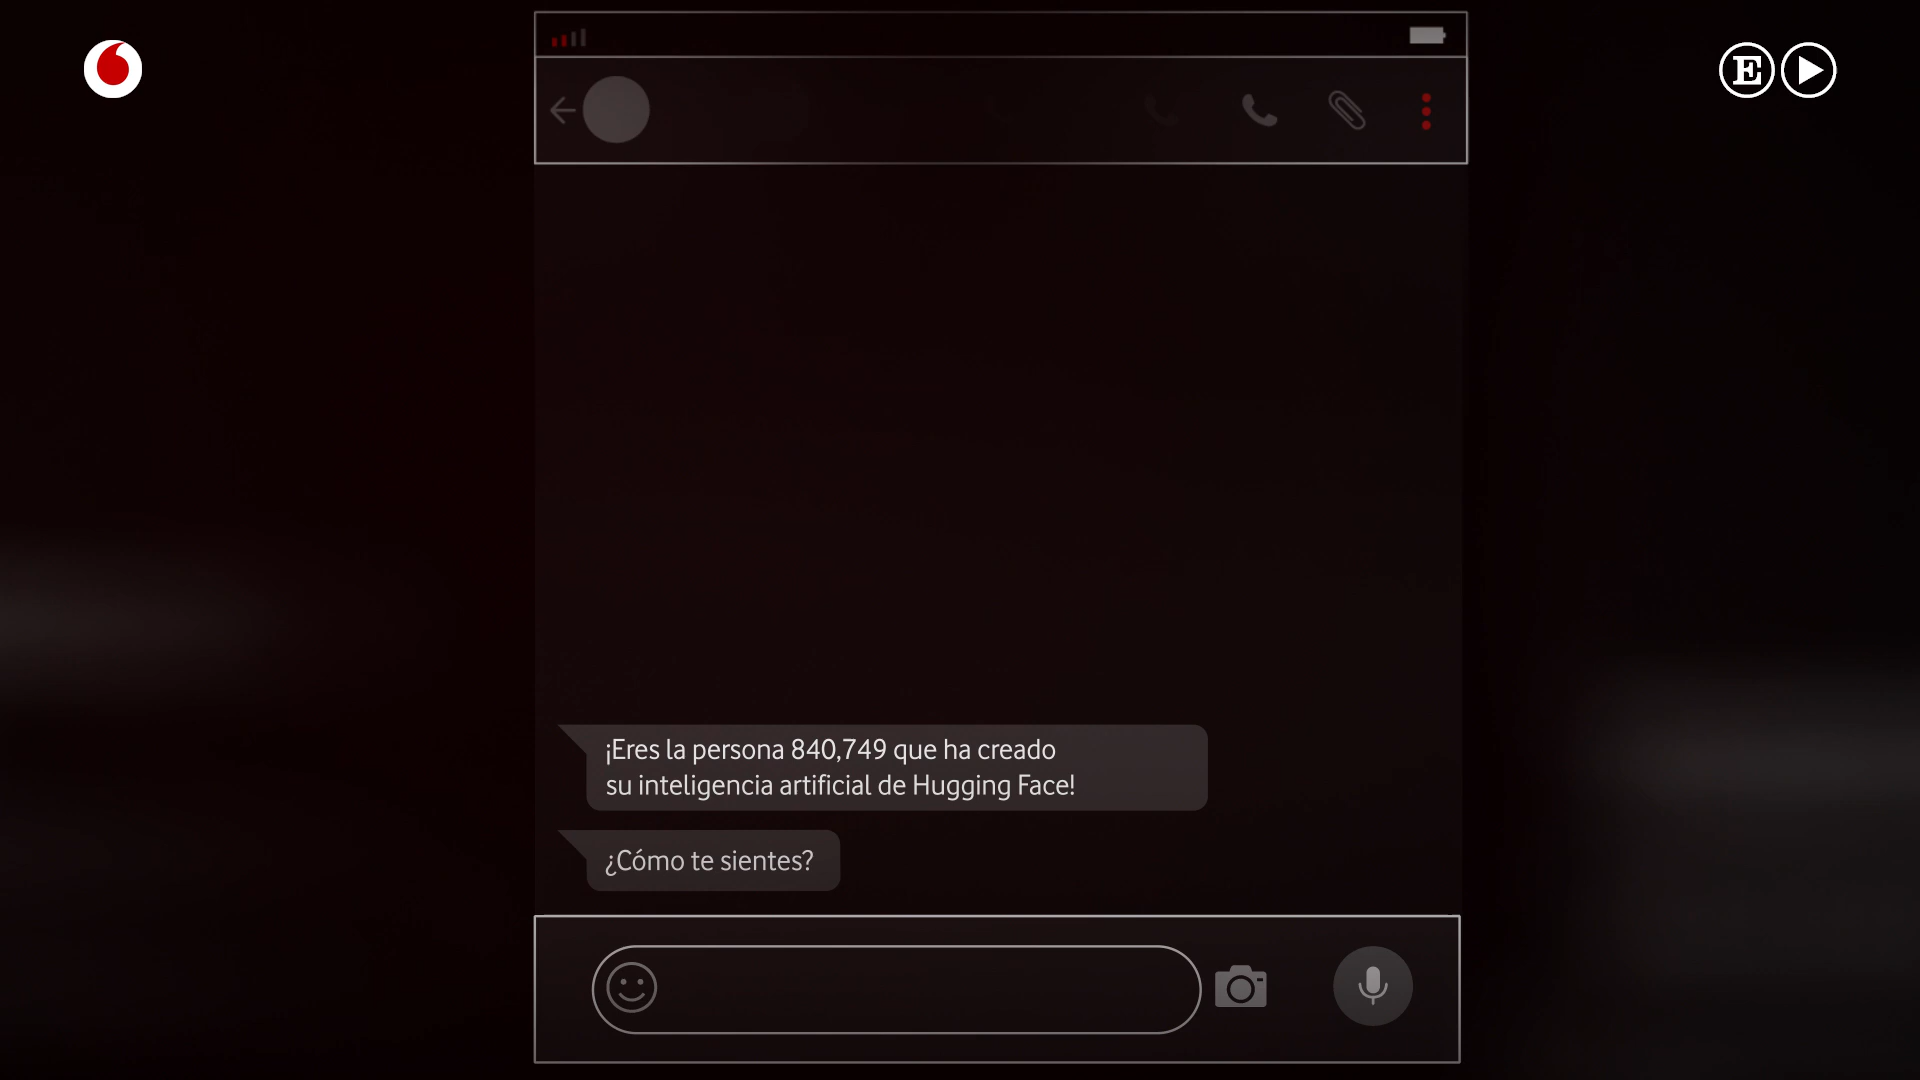 E
¡Eres la persona 840,749 que ha creado
su inteligencia artificial de Hugging Face!
¿Cómo te sientes?